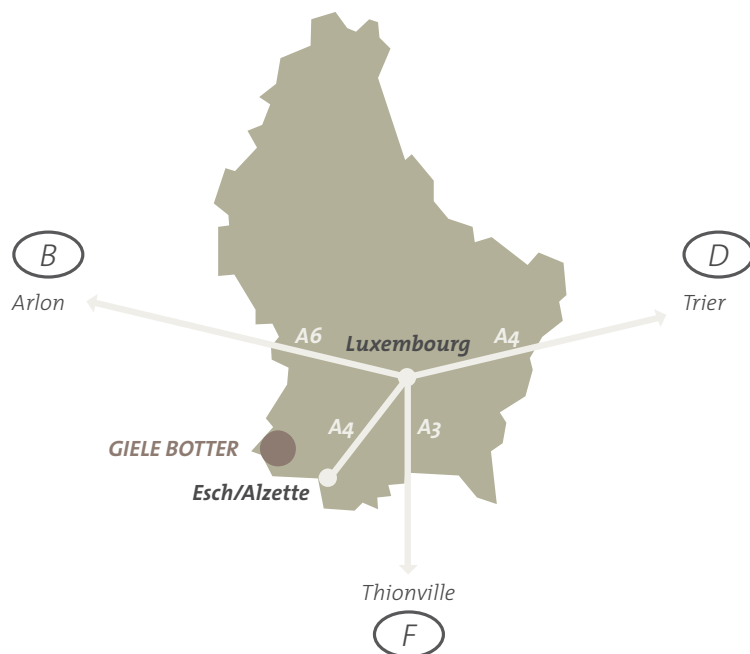 B
D
Arlon
Trier
A6
Luxembourg
A4
A4
A3
GIELE BOTTER
Esch/Alzette
Thionville
F